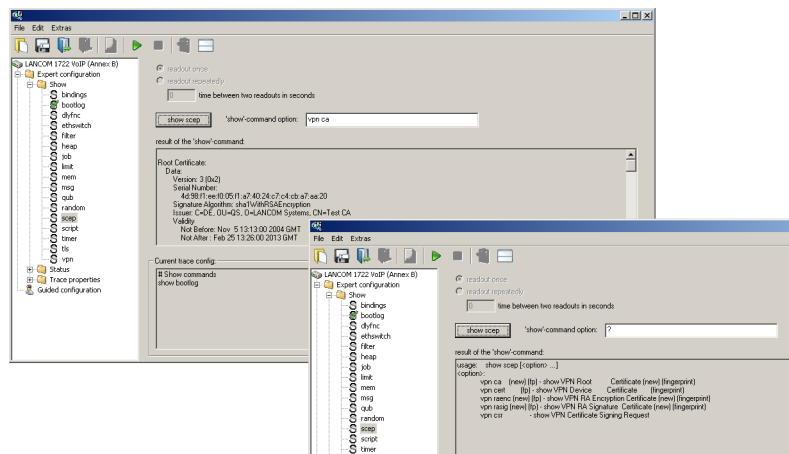 File Edit Extras
LANCOM 1722 VoIP (Annex B)
Expert configuration
Show
bindings
bootlog
dlyfnc
ethswitch
filter
heap
job
limit
mem
msg
qub
random
scep
script
timer
tls
vpn
Status
Trace properties
Guided configuration
readout once
readout repeatedly
0 time between two readouts in seconds
show scep 'show'-command option: vpn ca
result of the 'show'-command:
Root Certificate:
Data:
Version: 3 (0x2)
Serial Number:
4d:98:f1:ee:f0:05:f1:a7:40:24:c7:c4:cb:a7:aa:20
Signature Algorithm: sha1WithRSAEncryption
Issuer: C=DE, OU=QS, O=LANCOM Systems, CN=Test CA
Validity
Not Before: Nov 5 13:13:00 2004 GMT
Not After : Feb 25 13:26:00 2013 GMT
Current trace config:
# Show commands
show bootlog
File Edit Extras
LANCOM 1722 VoIP (Annex B)
Expert configuration
Show
bindings
bootlog
dlyfnc
ethswitch
filter
heap
job
limit
mem
msg
qub
random
scep
script
timer
readout once
readout repeatedly
0 time between two readouts in seconds
show scep 'show'-command option: ?
result of the 'show'-command:
usage: show scep [<option> ...]
<option>:
vpn ca (new) (fp) - show VPN Root Certificate (new) (fingerprint)
vpn cert (fp) - show VPN Device Certificate (fingerprint)
vpn raenc (new) (fp) - show VPN RA Encryption Certificate (new) (fingerprint)
vpn rasig (new) (fp) - show VPN RA Signature Certificate (new) (fingerprint)
vpn csr - show VPN Certificate Signing Request